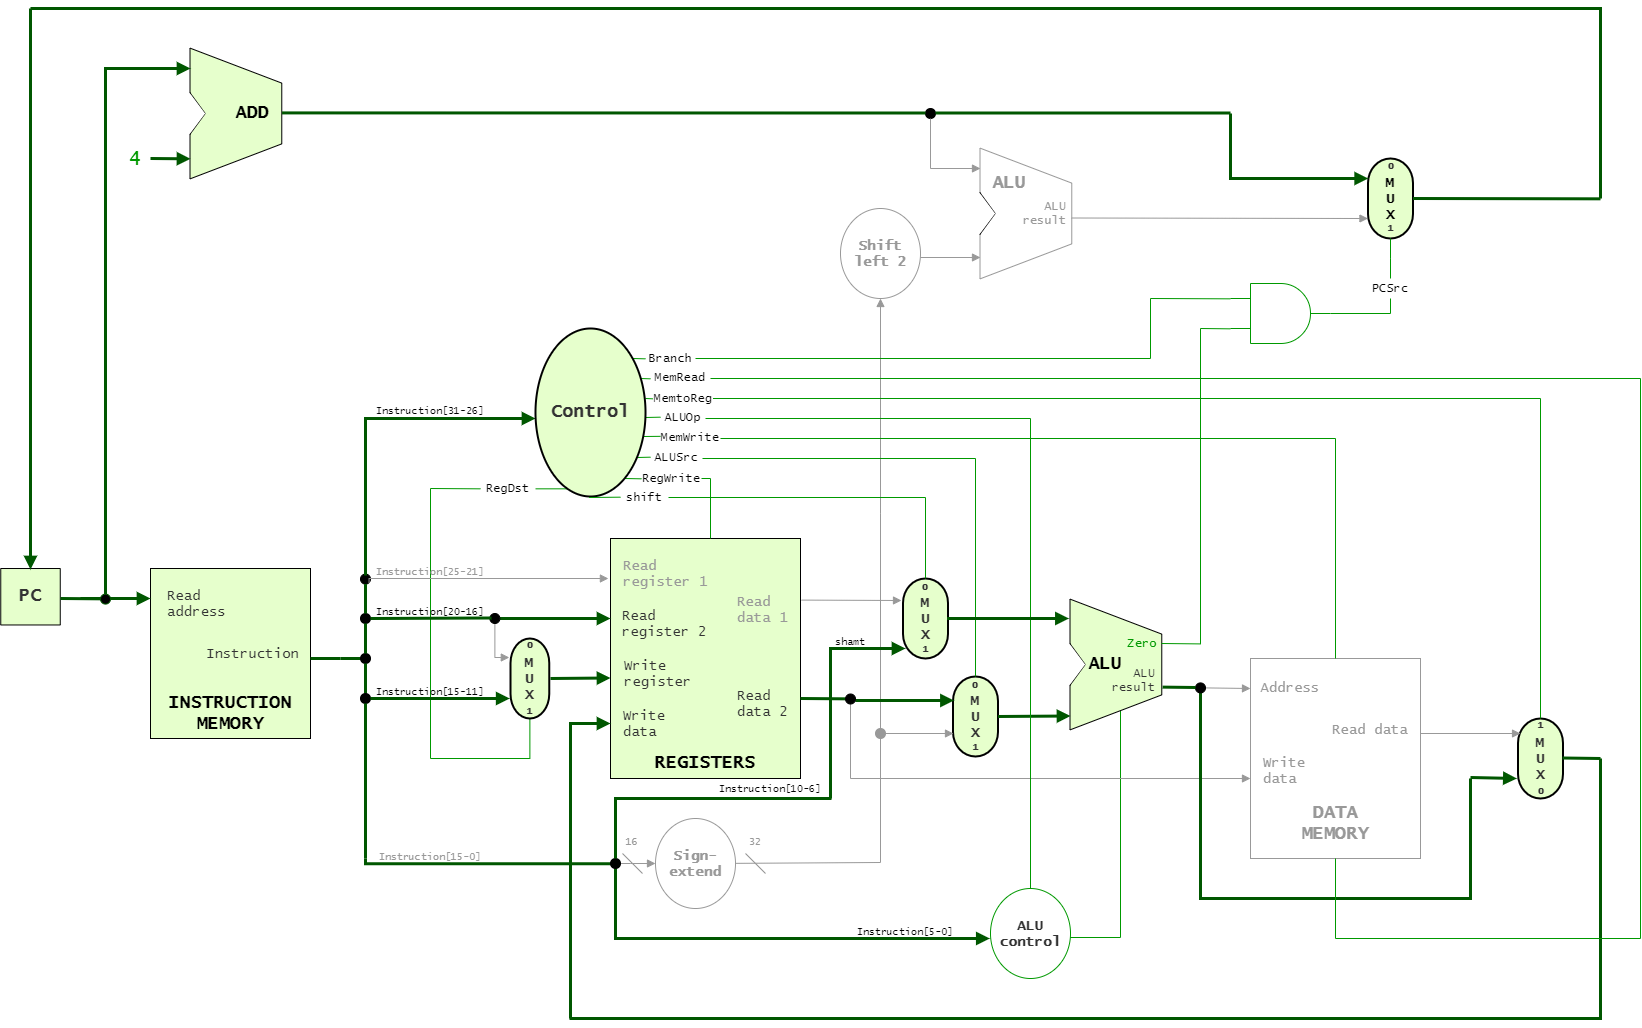 ADD
4
0
M
U
X
1
ALU
ALU
result
Shift
left 2
PCSrc
Branch
MemRead
MemtoReg
ALUOp
MemWrite
ALUSrc
RegWrite
shift
RegDst
Control
Instruction[31-26]
PC
Read
address
Instruction
INSTRUCTION
MEMORY
Instruction[25-21]
Instruction[20-16]
Instruction[15-11]
0
M
U
X
1
Read
register 1
Read
register 2
Write
register
Write
data
Read
data 1
Read
data 2
REGISTERS
0
M
U
X
1
shamt
0
M
U
X
1
Zero
ALU
ALU
result
Address
Read data
Write
data
DATA
MEMORY
1
M
U
X
0
Instruction[10-6]
Instruction[15-0]
16
Sign-
extend
32
Instruction[5-0]
ALU
control